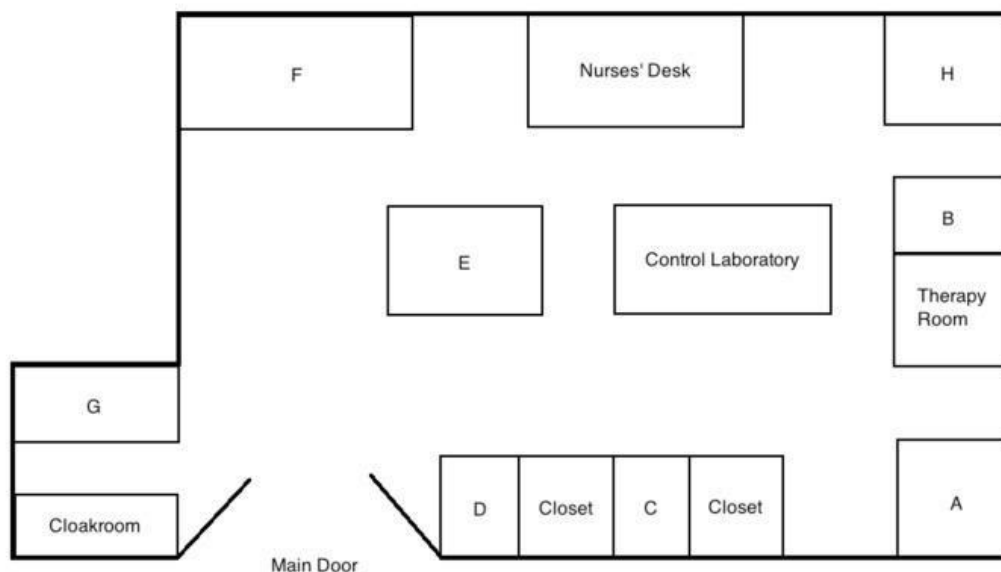 F
Nurses' Desk
H
B
E
Control Laboratory
Therapy
Room
G
D
Closet
C
Closet
A
Cloakroom
Main Door